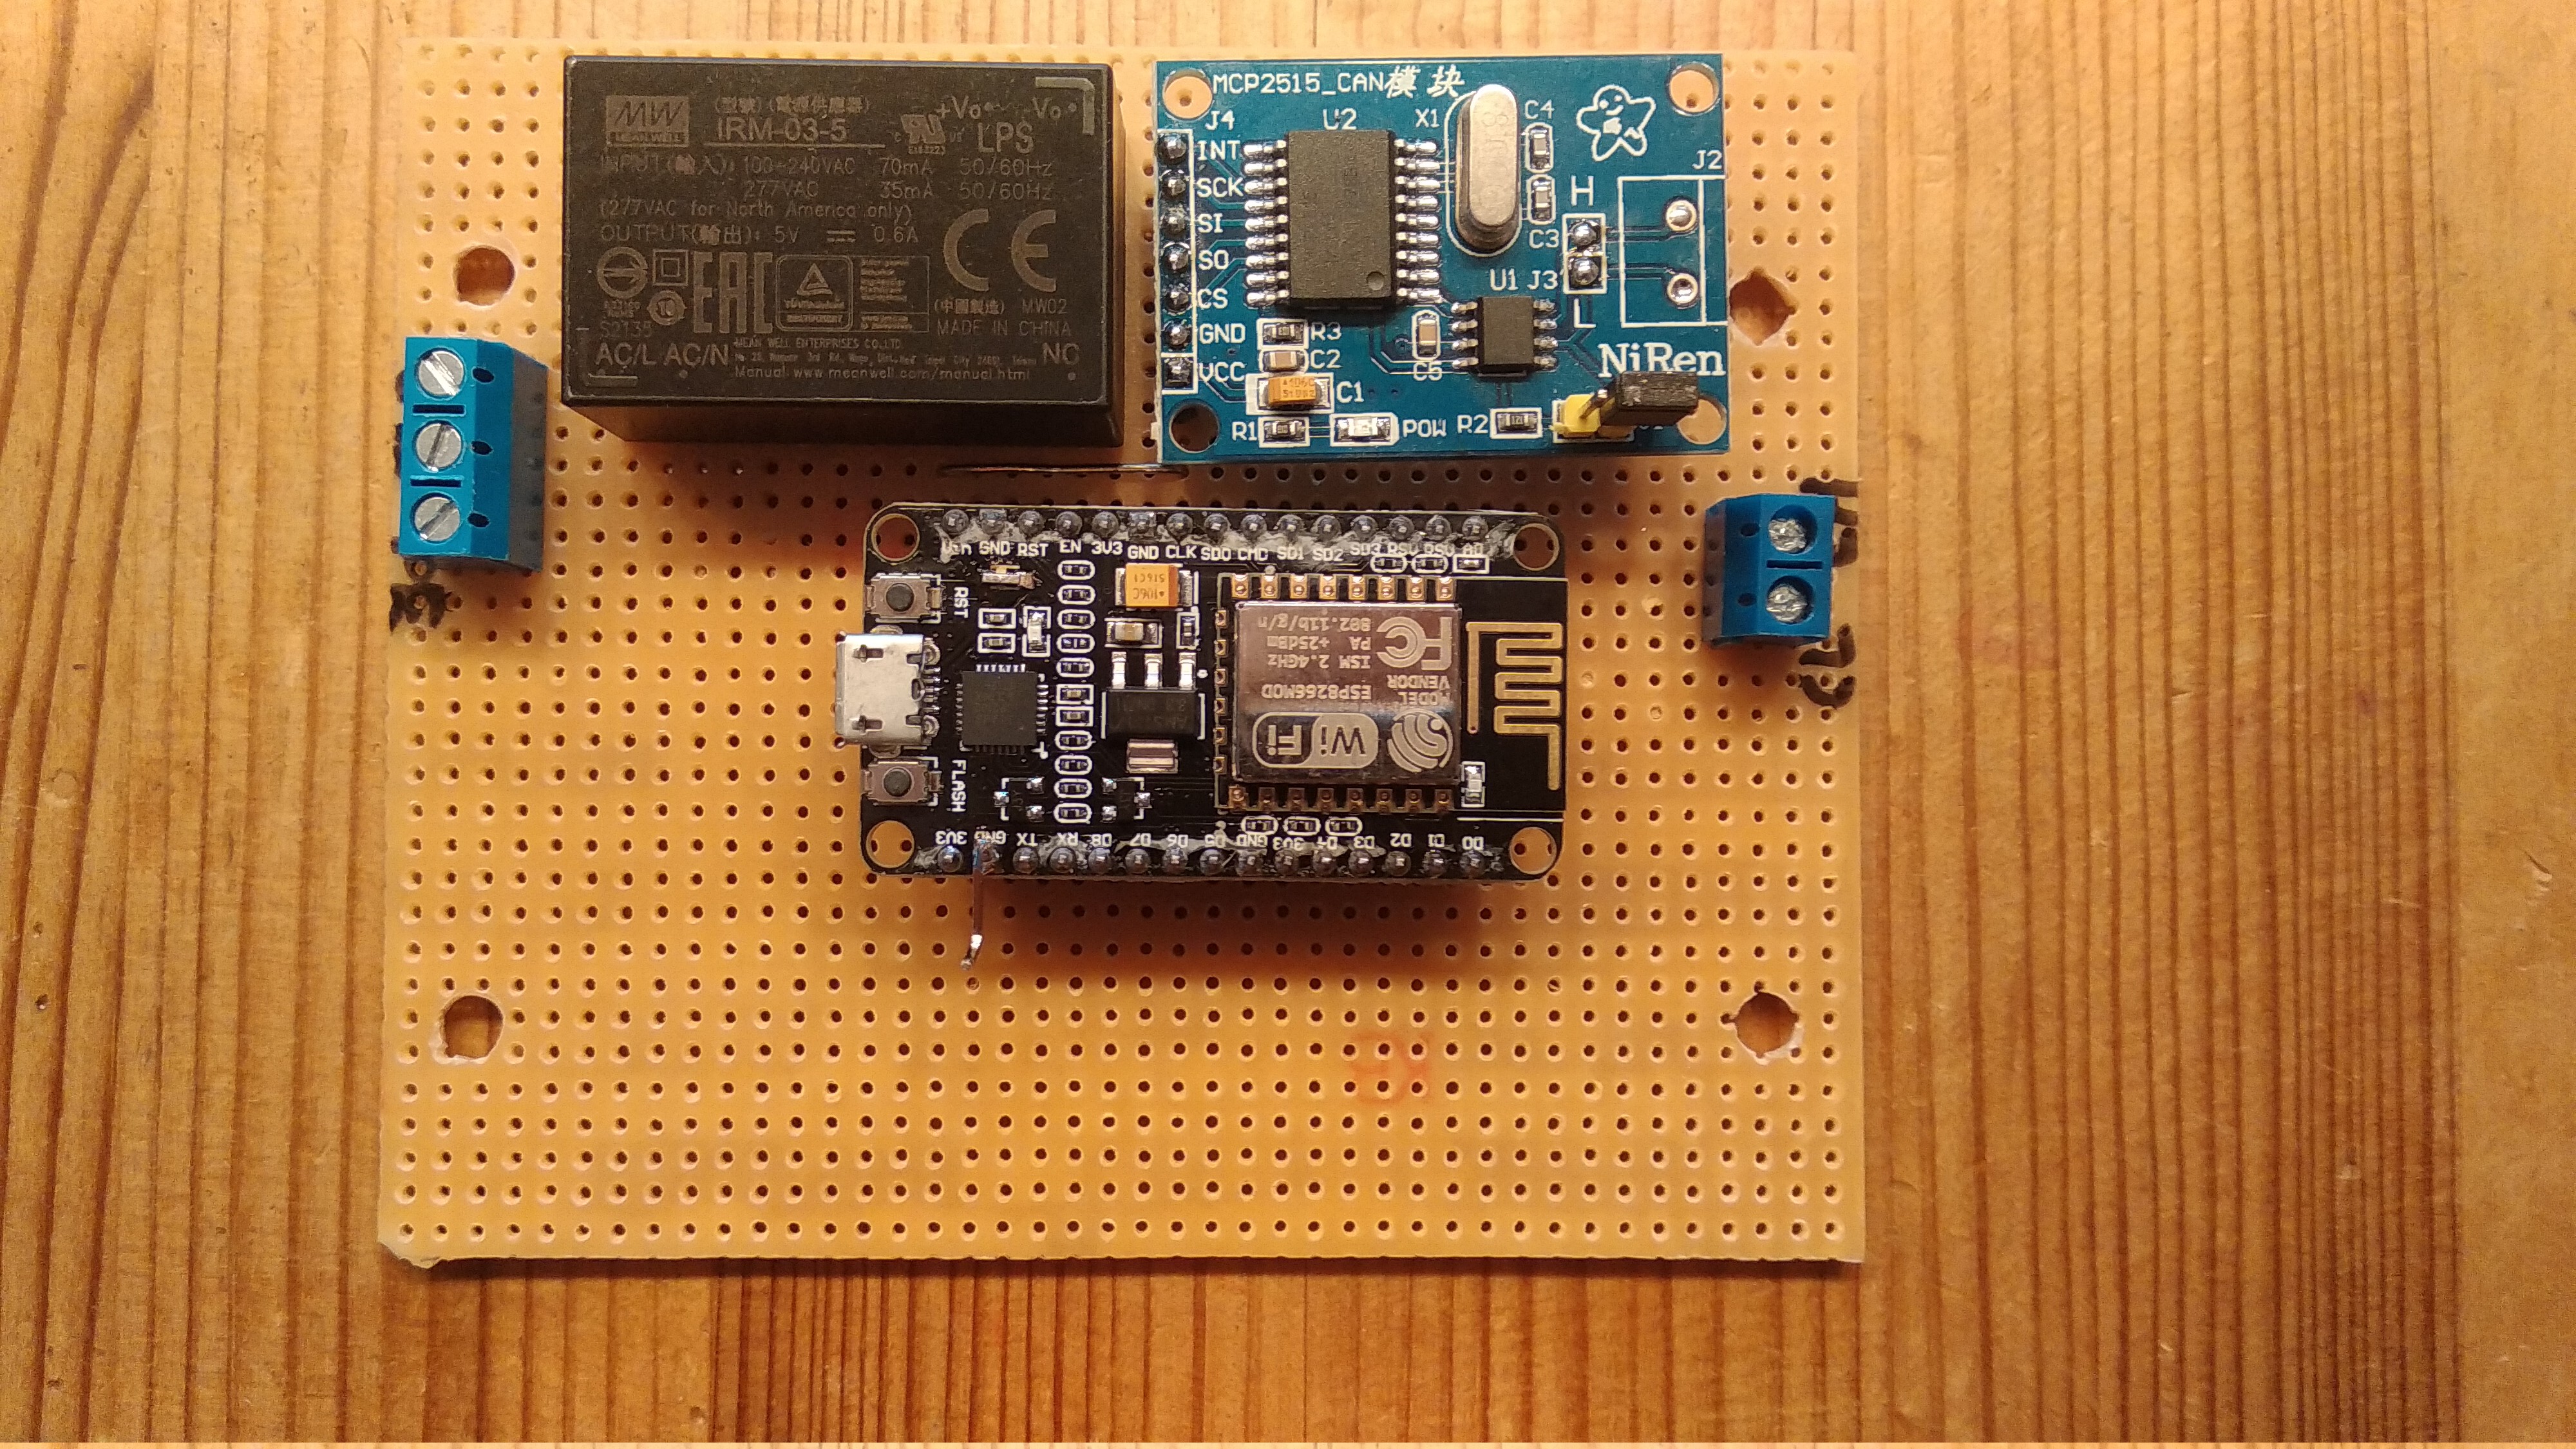 MW
MEAN WELL
(型號) (電源供應器)
IRM-03-5
+Vo
-Vo
LPS
INPUT(輸入): 100~240VAC 70mA 50/60Hz
277VAC 35mA 50/60Hz
(277VAC for North America only)
OUTPUT(輸出): 5V 0.6A
CE
EAC
(中國製造) MW02
S2135
MADE IN CHINA
MEAN WELL ENTERPRISES CO.,LTD.
AC/L AC/N
NC
Manual: www.meanwell.com/manual.html
MCP2515_CAN模块
J4
U2
X1
C4
J2
INT
SCK
SI
SO
CS
GND
VCC
H
C3
U1
J3
L
R3
C2
C5
C1
NiRen
R1
POW
R2
Vin GND RST EN 3V3 GND CLK SD0 CMD SD1 SD2 SD3 RSV RSV A0
RST
106C
516C1
FLASH
MODEL ESP8266MOD
VENDOR
ISM 2.4GHz
PA +25dBm
802.11b/g/n
FC
WiFi
3V3 GND TX RX D8 D7 D6 D5 GND 3V3 D4 D3 D2 D1 D0